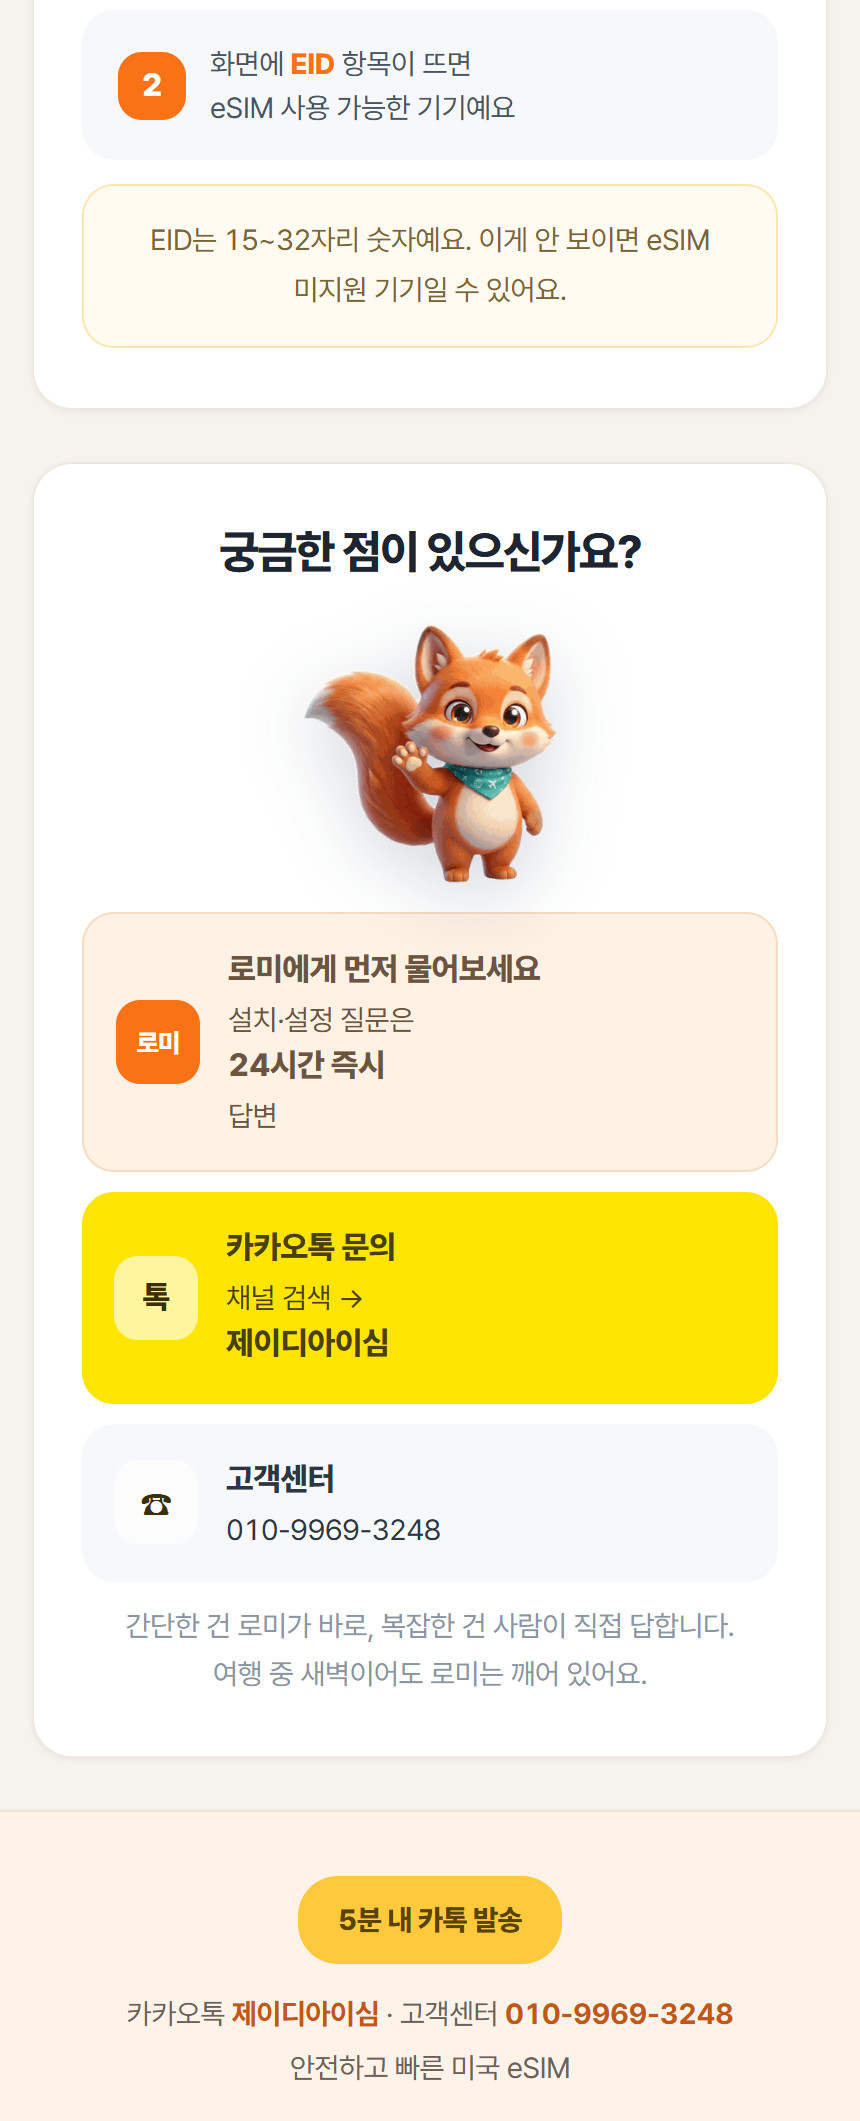 2
화면에 EID 항목이 뜨면
eSIM 사용 가능한 기기예요
EID는 15~32자리 숫자예요. 이게 안 보이면 eSIM
미지원 기기일 수 있어요.
궁금한 점이 있으신가요?
로미
로미에게 먼저 물어보세요
설치·설정 질문은
24시간 즉시
답변
톡
카카오톡 문의
채널 검색 →
제이디아이심
☎
고객센터
010-9969-3248
간단한 건 로미가 바로, 복잡한 건 사람이 직접 답합니다.
여행 중 새벽이어도 로미는 깨어 있어요.
5분 내 카톡 발송
카카오톡 제이디아이심 · 고객센터 010-9969-3248
안전하고 빠른 미국 eSIM